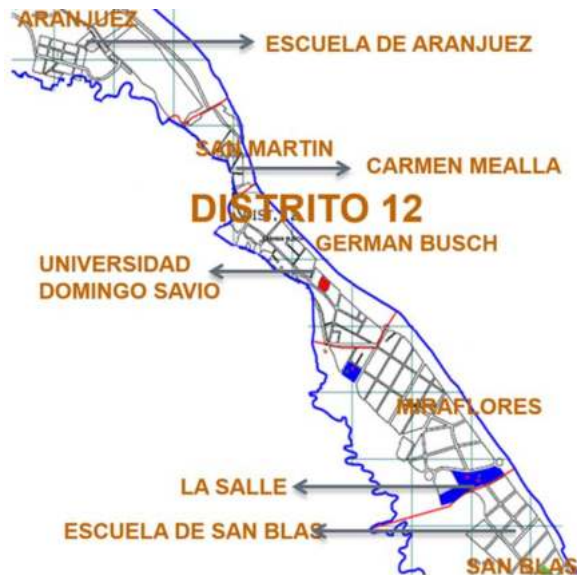 ARANJUEZ
ESCUELA DE ARANJUEZ
SAN MARTIN
CARMEN MEALLA
DISTRITO 12
GERMAN BUSCH
UNIVERSIDAD
DOMINGO SAVIO
MIRAFLORES
LA SALLE
ESCUELA DE SAN BLAS
SAN BLAS